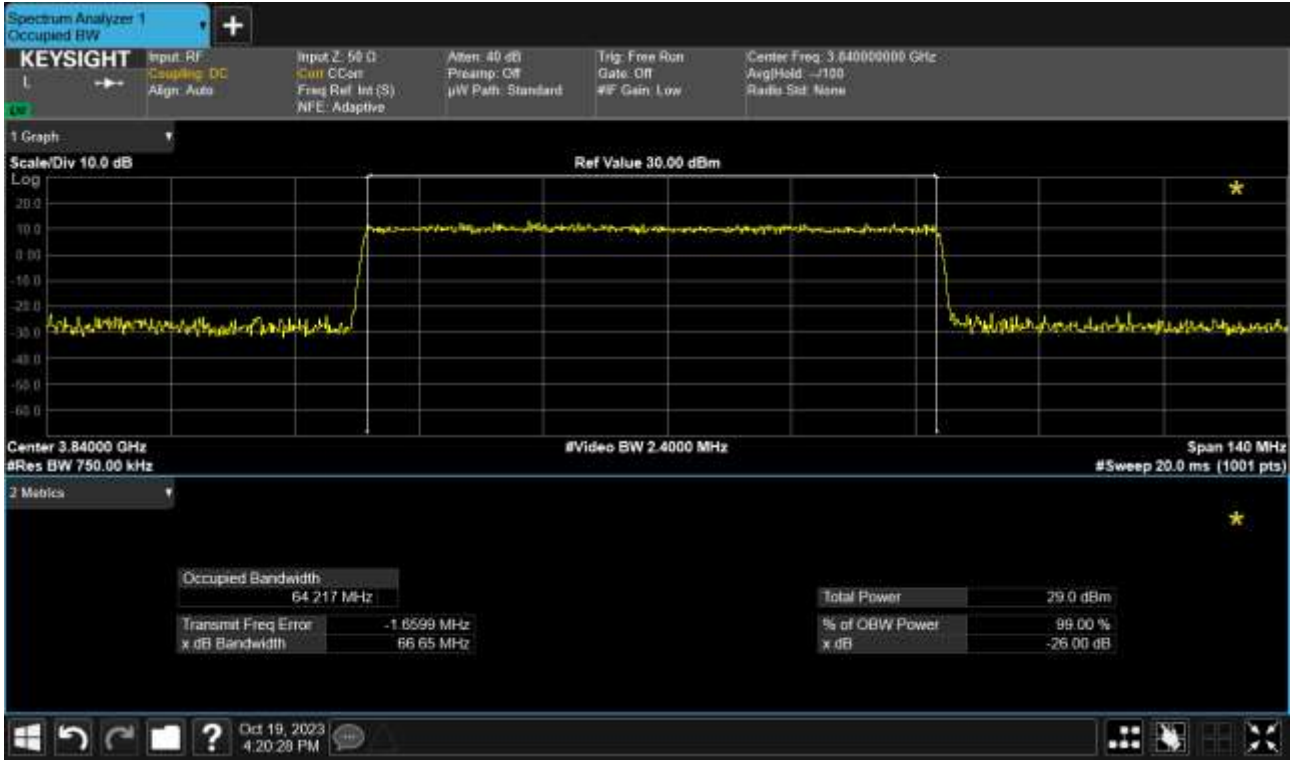 Spectrum Analyzer 1
Occupied BW
KEYSIGHT
L
Input: RF
Coupling: DC
Align: Auto
Input Z: 50 Ω
Corr CCorr
Freq Ref: Int (S)
NFE: Adaptive
Atten: 40 dB
Preamp: Off
µW Path: Standard
Trig: Free Run
Gate: Off
#IF Gain: Low
Center Freq: 3.840000000 GHz
Avg|Hold: --/100
Radio Std: None
1 Graph
Scale/Div 10.0 dB
Ref Value 30.00 dBm
Log
20.0
10.0
0.00
-10.0
-20.0
-30.0
-40.0
-50.0
-60.0
Center 3.84000 GHz
#Video BW 2.4000 MHz
Span 140 MHz
#Res BW 750.00 kHz
#Sweep 20.0 ms (1001 pts)
2 Metrics
Occupied Bandwidth
64.217 MHz
Total Power 29.0 dBm
Transmit Freq Error -1.6599 MHz
% of OBW Power 99.00 %
x dB Bandwidth 66.65 MHz
x dB -26.00 dB
?
Oct 19, 2023
4:20:28 PM